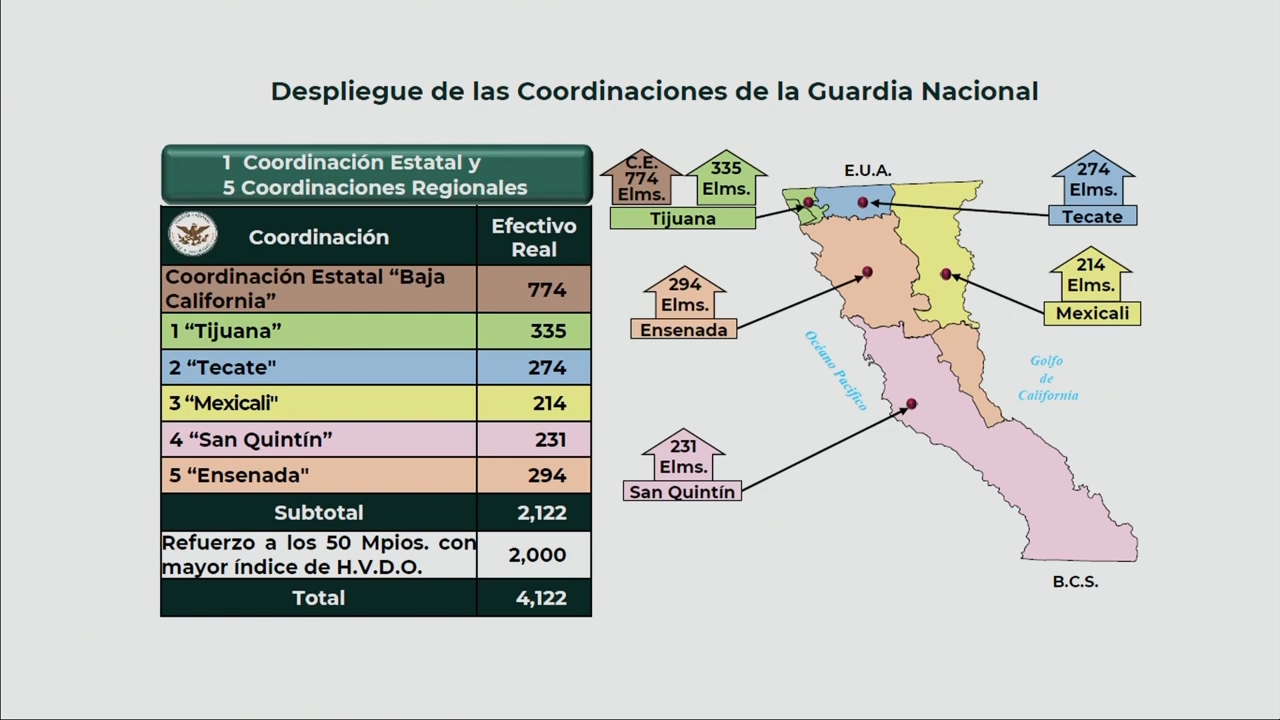 Despliegue de las Coordinaciones de la Guardia Nacional
1 Coordinación Estatal y
5 Coordinaciones Regionales
Coordinación
Efectivo
Real
Coordinación Estatal “Baja
California”
774
1 “Tijuana”
335
2 “Tecate"
274
3 “Mexicali"
214
4 “San Quintín”
231
5 “Ensenada"
294
Subtotal
2,122
Refuerzo a los 50 Mpios. con
mayor índice de H.V.D.O.
2,000
Total
4,122
C.E.
774
Elms.
335
Elms.
Tijuana
E.U.A.
274
Elms.
Tecate
294
Elms.
Ensenada
214
Elms.
Mexicali
Océano Pacífico
Golfo
de
California
231
Elms.
San Quintín
B.C.S.